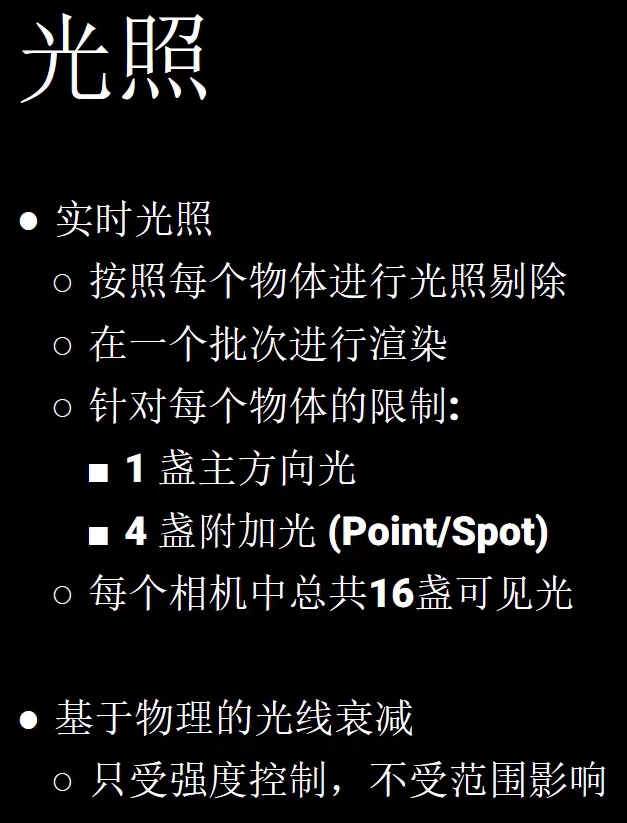 光照
● 实时光照
○ 按照每个物体进行光照剔除
○ 在一个批次进行渲染
○ 针对每个物体的限制:
■ 1 盏主方向光
■ 4 盏附加光 (Point/Spot)
○ 每个相机中总共16盏可见光
● 基于物理的光线衰减
○ 只受强度控制，不受范围影响